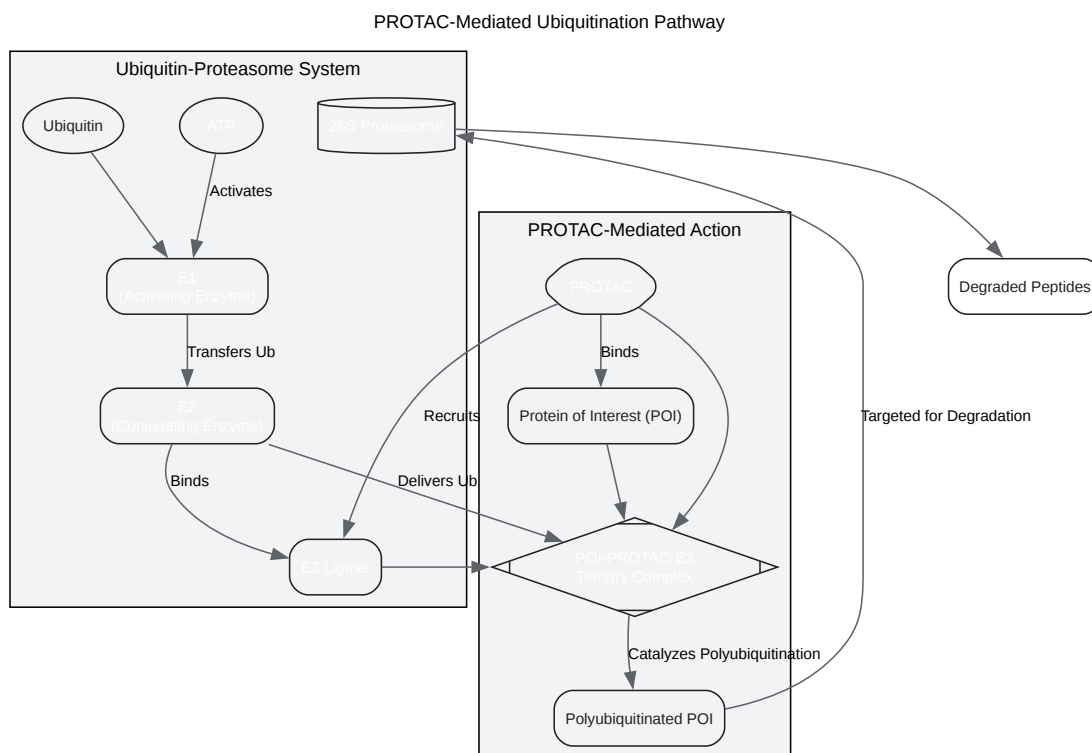 PROTAC-Mediated Ubiquitination Pathway
Ubiquitin-Proteasome System
Ubiquitin
ATP
26S Proteasome
Activates
E1
(Activating Enzyme)
Transfers Ub
E2
(Conjugating Enzyme)
Binds
Delivers Ub
E3 Ligase
Recruits
PROTAC-Mediated Action
PROTAC
Binds
Protein of Interest (POI)
POI-PROTAC-E3
Ternary Complex
Catalyzes Polyubiquitination
Polyubiquitinated POI
Targeted for Degradation
Degraded Peptides